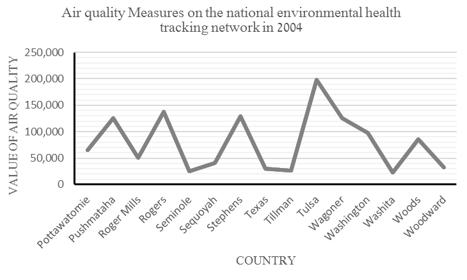 Air quality Measures on the national environmental health
tracking network in 2004
VALUE OF AIR QUALITY
250,000
200,000
150,000
100,000
50,000
0
Pottawatomie
Pushmataha
Roger Mills
Rogers
Seminole
Sequoyah
Stephens
Texas
Tillman
Tulsa
Wagoner
Washington
Washita
Woods
Woodward
COUNTRY